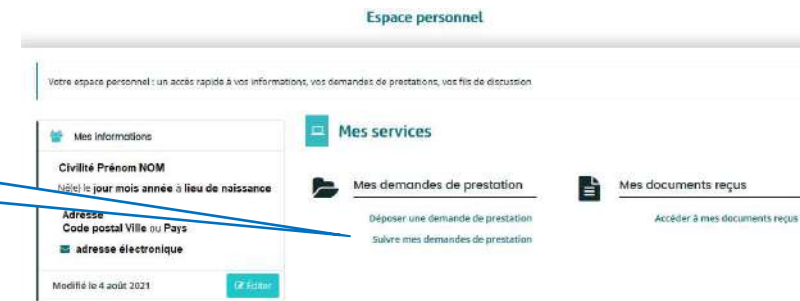 Espace personnel
Votre espace personnel : un accès rapide à vos informations, vos demandes de prestations, vos fils de discussion
Mes informations
Civilité Prénom NOM
Né(e) le jour mois année à lieu de naissance
Adresse
Code postal Ville ou Pays
adresse électronique
Modifié le 4 août 2021
Éditer
Mes services
Mes demandes de prestation
Déposer une demande de prestation
Suivre mes demandes de prestation
Mes documents reçus
Accéder à mes documents reçus